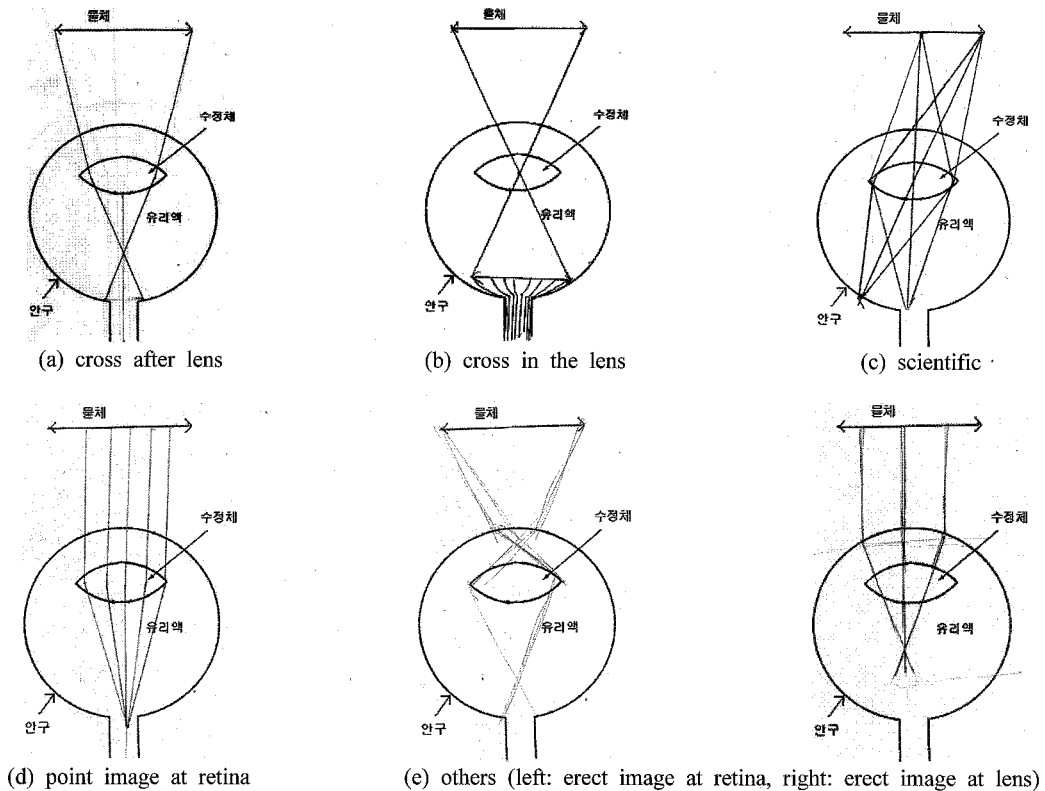 물체
물체
물체
수정체
수정체
수정체
유리액
유리액
유리액
안구
안구
안구
(a) cross after lens
(b) cross in the lens
(c) scientific
물체
물체
물체
수정체
수정체
수정체
유리액
유리액
유리액
안구
안구
안구
(d) point image at retina
(e) others (left: erect image at retina, right: erect image at lens)